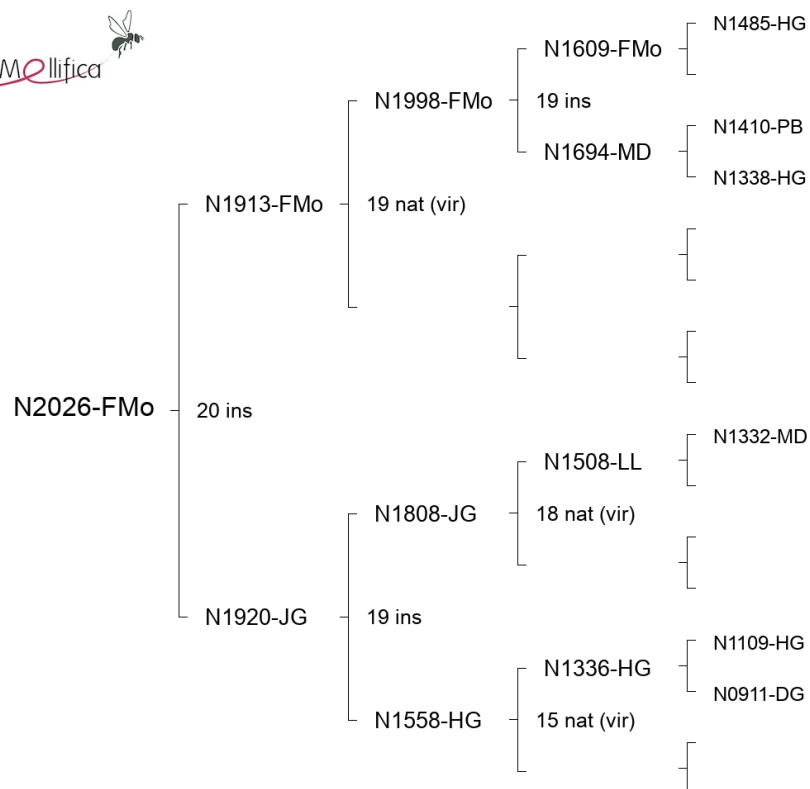 Mellifica
N1485-HG
N1609-FMo
N1998-FMo
19 ins
N1410-PB
N1694-MD
N1338-HG
N1913-FMo
19 nat (vir)
N2026-FMo
20 ins
N1332-MD
N1508-LL
N1808-JG
18 nat (vir)
N1920-JG
19 ins
N1109-HG
N1336-HG
N0911-DG
N1558-HG
15 nat (vir)